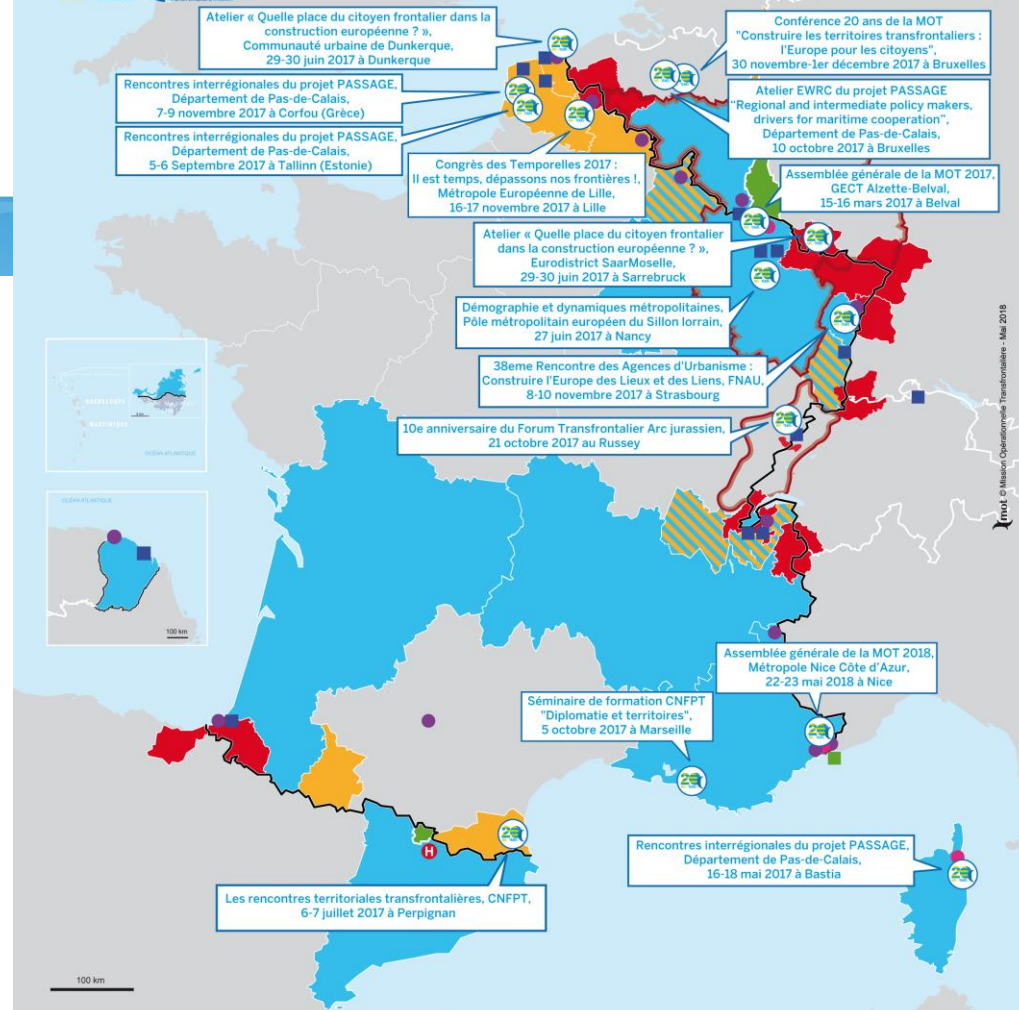 Atelier « Quelle place du citoyen frontalier dans la
construction européenne ? »,
Communauté urbaine de Dunkerque,
29-30 juin 2017 à Dunkerque
Conférence 20 ans de la MOT
"Construire les territoires transfrontaliers :
l'Europe pour les citoyens",
30 novembre-1er décembre 2017 à Bruxelles
Rencontres interrégionales du projet PASSAGE,
Département de Pas-de-Calais,
7-9 novembre 2017 à Corfou (Grèce)
Atelier EWRC du projet PASSAGE
"Regional and intermediate policy makers,
drivers for maritime cooperation",
Département de Pas-de-Calais,
10 octobre 2017 à Bruxelles
Rencontres interrégionales du projet PASSAGE,
Département de Pas-de-Calais,
5-6 Septembre 2017 à Tallinn (Estonie)
Congrès des Temporelles 2017 :
Il est temps, dépassons nos frontières !,
Métropole Européenne de Lille,
16-17 novembre 2017 à Lille
Assemblée générale de la MOT 2017,
GECT Alzette-Belval,
15-16 mars 2017 à Belval
Atelier « Quelle place du citoyen frontalier
dans la construction européenne ? »,
Eurodistrict SaarMoselle,
29-30 juin 2017 à Sarrebruck
Démographie et dynamiques métropolitaines,
Pôle métropolitain européen du Sillon lorrain,
27 juin 2017 à Nancy
38eme Rencontre des Agences d'Urbanisme :
Construire l'Europe des Lieux et des Liens, FNAU,
8-10 novembre 2017 à Strasbourg
10e anniversaire du Forum Transfrontalier Arc jurassien,
21 octobre 2017 au Russey
mot © Mission Opérationnelle Transfrontalière - Mai 2018
GUADELOUPE
MARTINIQUE
OCÉAN ATLANTIQUE
OCÉAN ATLANTIQUE
100 km
Assemblée générale de la MOT 2018,
Métropole Nice Côte d'Azur,
22-23 mai 2018 à Nice
Séminaire de formation CNFPT
"Diplomatie et territoires",
5 octobre 2017 à Marseille
H
Rencontres interrégionales du projet PASSAGE,
Département de Pas-de-Calais,
16-18 mai 2017 à Bastia
Les rencontres territoriales transfrontalières, CNFPT,
6-7 juillet 2017 à Perpignan
100 km